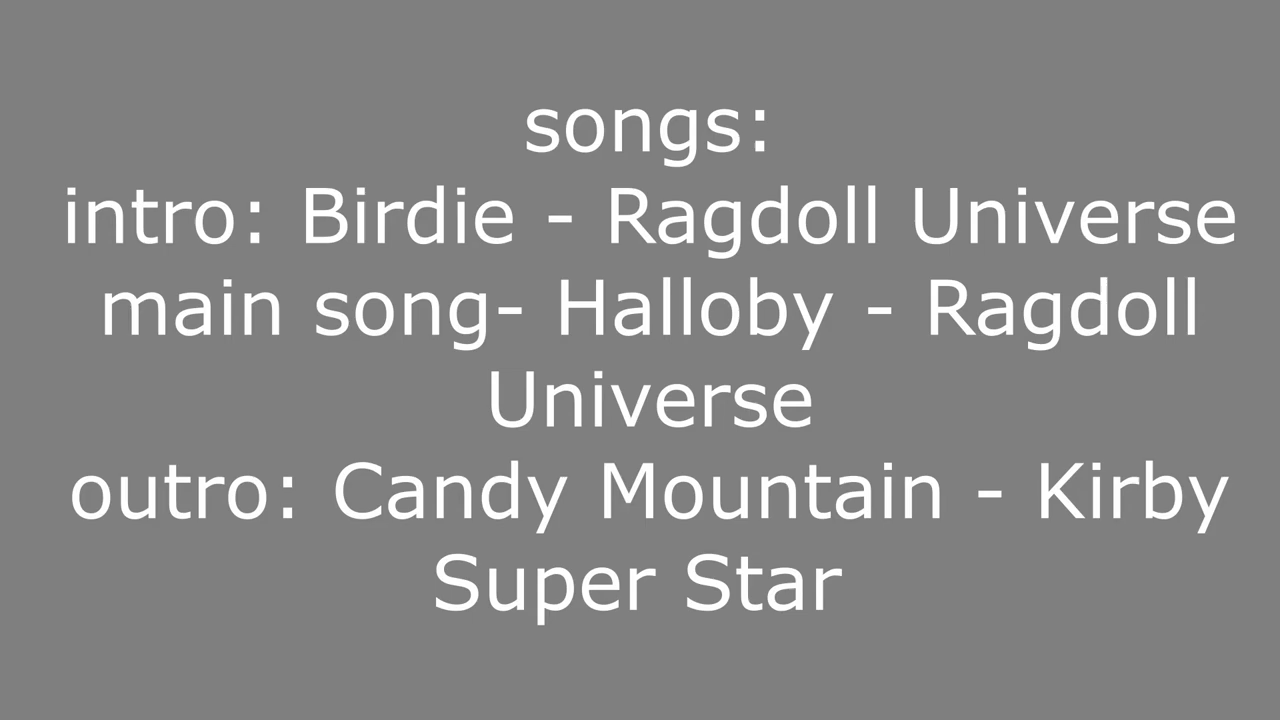 songs:
intro: Birdie - Ragdoll Universe
main song- Halloby - Ragdoll
Universe
outro: Candy Mountain - Kirby
Super Star